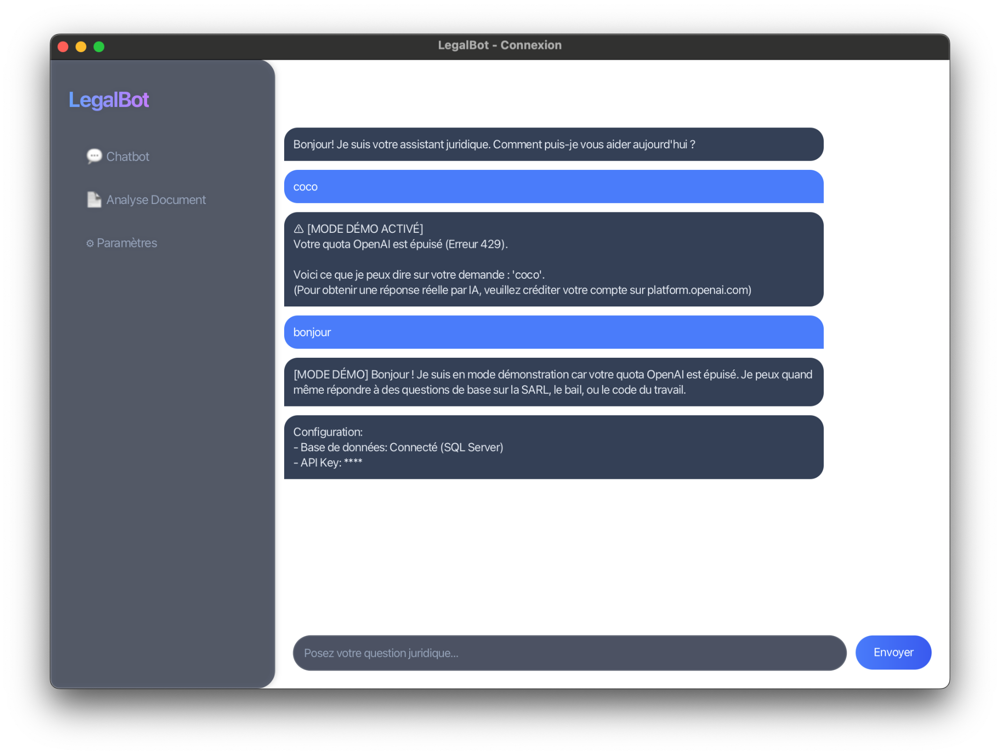 LegalBot - Connexion
LegalBot
💬 Chatbot
📄 Analyse Document
⚙ Paramètres
Bonjour! Je suis votre assistant juridique. Comment puis-je vous aider aujourd'hui ?
coco
⚠ [MODE DÉMO ACTIVÉ]
Votre quota OpenAI est épuisé (Erreur 429).
Voici ce que je peux dire sur votre demande : 'coco'.
(Pour obtenir une réponse réelle par IA, veuillez créditer votre compte sur platform.openai.com)
bonjour
[MODE DÉMO] Bonjour ! Je suis en mode démonstration car votre quota OpenAI est épuisé. Je peux quand
même répondre à des questions de base sur la SARL, le bail, ou le code du travail.
Configuration:
- Base de données: Connecté (SQL Server)
- API Key: ****
Posez votre question juridique...
Envoyer